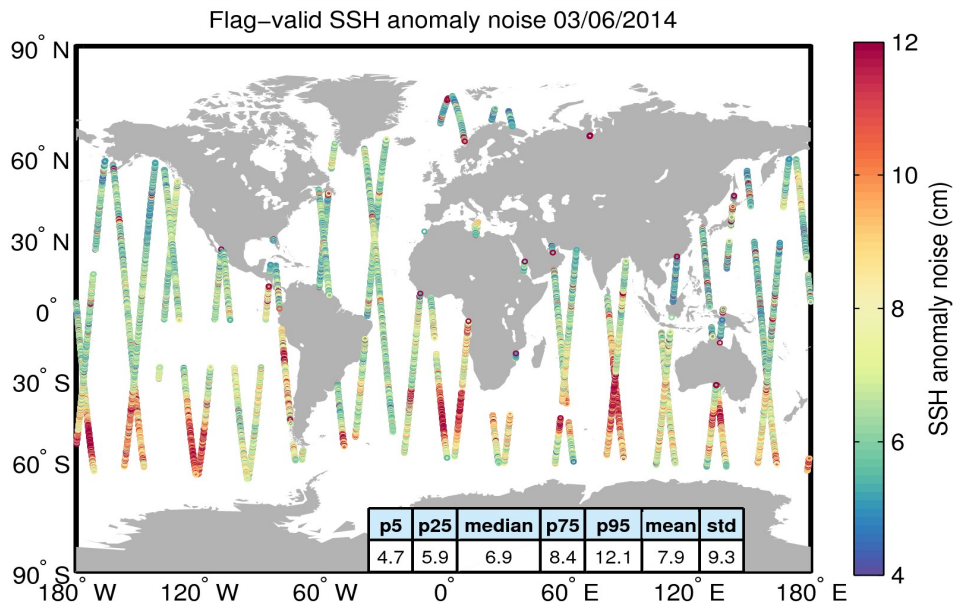 Flag−valid SSH anomaly noise 03/06/2014
90° N
60° N
30° N
0°
30° S
60° S
90° S
180° W
120° W
60° W
0°
60° E
120° E
180° E
p5 p25 median p75 p95 mean std
4.7 5.9 6.9 8.4 12.1 7.9 9.3
12
10
8
6
4
SSH anomaly noise (cm)